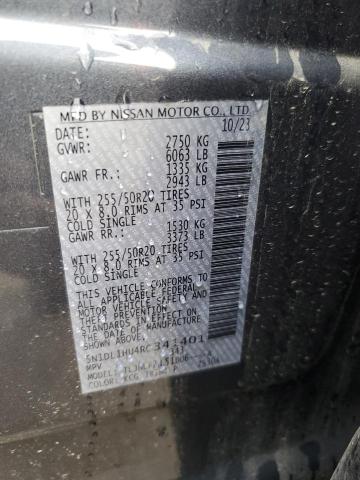 MFD BY NISSAN MOTOR CO., LTD.
DATE: 10/23
GVWR: 2750 KG
6063 LB
GAWR FR.: 1335 KG
2943 LB
WITH 255/50R20 TIRES
20 X 8.0 RIMS AT 35 PSI
COLD SINGLE
GAWR RR.: 1530 KG
3373 LB
WITH 255/50R20 TIRES
20 X 8.0 RIMS AT 35 PSI
COLD SINGLE
THIS VEHICLE CONFORMS TO
ALL APPLICABLE FEDERAL
MOTOR VEHICLE SAFETY AND
THEFT PREVENTION STANDARDS
IN EFFECT ON THE DATE OF
MANUFACTURE SHOWN
ABOVE.
5N1DL1HU4RC341401
MPV
MODEL:
COLOR: KCG